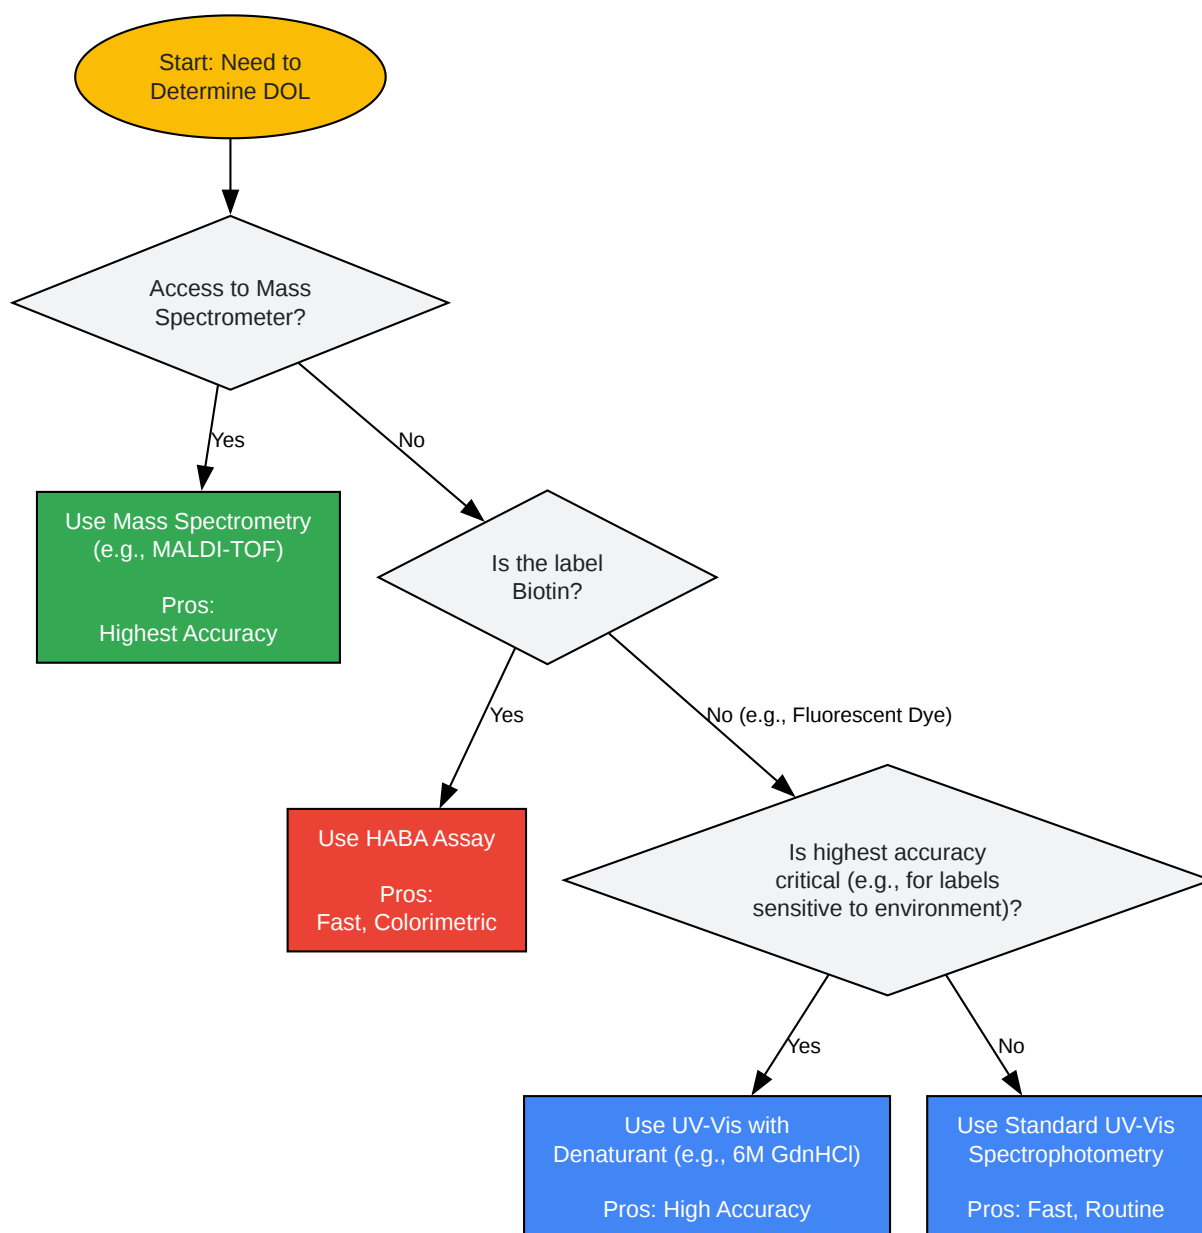 Start: Need to
Determine DOL
Access to Mass
Spectrometer?
Yes
No
Use Mass Spectrometry
(e.g., MALDI-TOF)
Pros:
Highest Accuracy
Is the label
Biotin?
Yes
No (e.g., Fluorescent Dye)
Use HABA Assay
Pros:
Fast, Colorimetric
Is highest accuracy
critical (e.g., for labels
sensitive to environment)?
Yes
No
Use UV-Vis with
Denaturant (e.g., 6M GdnHCl)
Pros: High Accuracy
Use Standard UV-Vis
Spectrophotometry
Pros: Fast, Routine